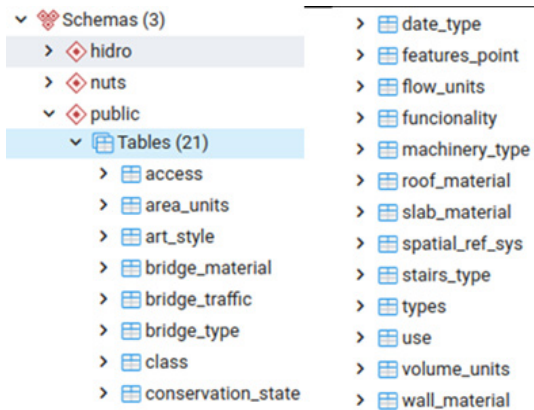 Schemas (3)
hidro
nuts
public
Tables (21)
access
area_units
art_style
bridge_material
bridge_traffic
bridge_type
class
conservation_state
date_type
features_point
flow_units
funcionality
machinery_type
roof_material
slab_material
spatial_ref_sys
stairs_type
types
use
volume_units
wall_material